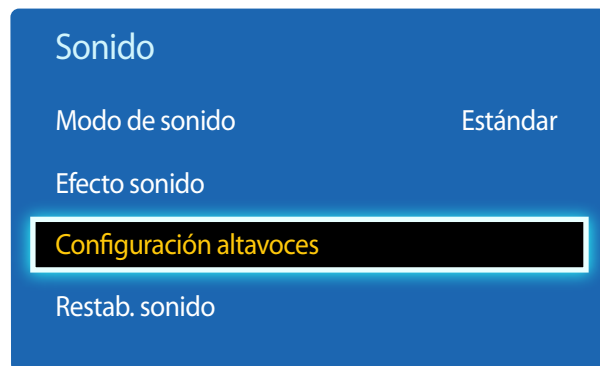 Sonido
Modo de sonido Estándar
Efecto sonido
Configuración altavoces
Restab. sonido